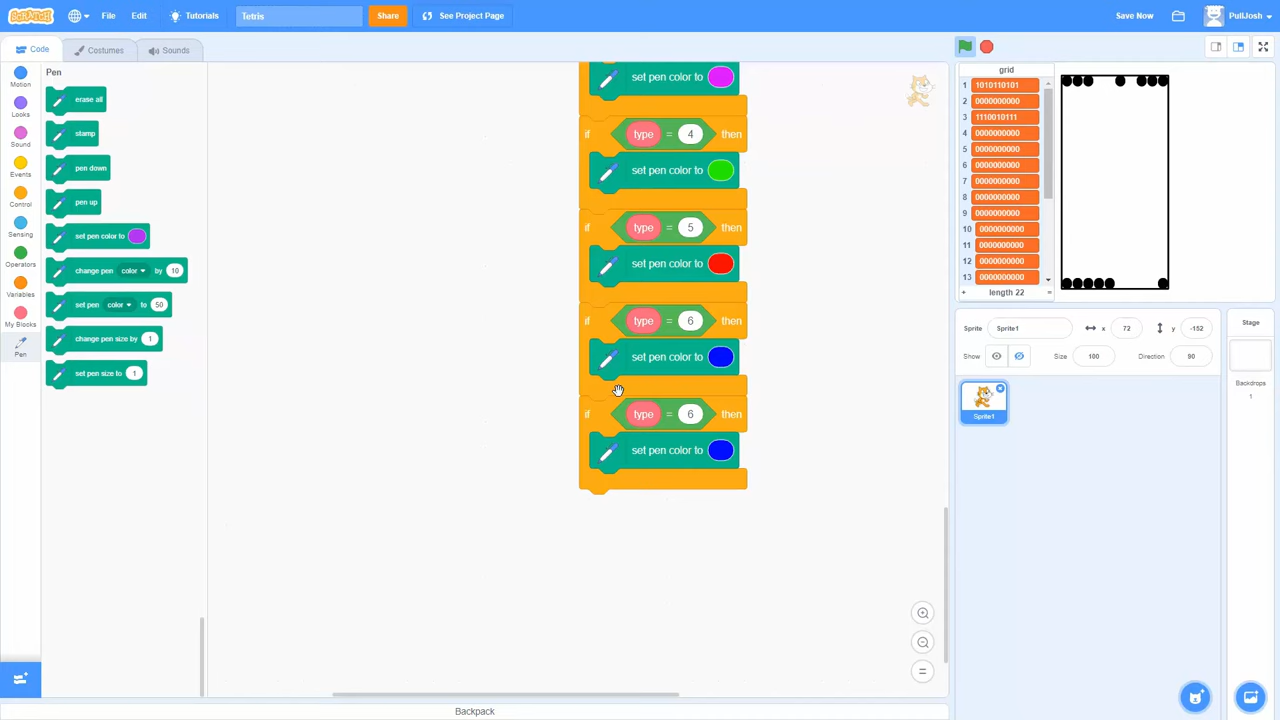 SCRATCH File Edit Tutorials Tetris Share See Project Page Save Now PullJosh
Code Costumes Sounds
Motion
Looks
Sound
Events
Control
Sensing
Operators
Variables
My Blocks
Pen
Pen
erase all
stamp
pen down
pen up
set pen color to
change pen color by 10
set pen color to 50
change pen size by 1
set pen size to 1
set pen color to
if type = 4 then
set pen color to
if type = 5 then
set pen color to
if type = 6 then
set pen color to
if type = 6 then
set pen color to
grid
1 1010110101
2 0000000000
3 1110010111
4 0000000000
5 0000000000
6 0000000000
7 0000000000
8 0000000000
9 0000000000
10 0000000000
11 0000000000
12 0000000000
13 0000000000
+ length 22 =
Sprite Sprite1 x 72 y -152
Show Size 100 Direction 90
Sprite1
Stage
Backdrops
1
Backpack